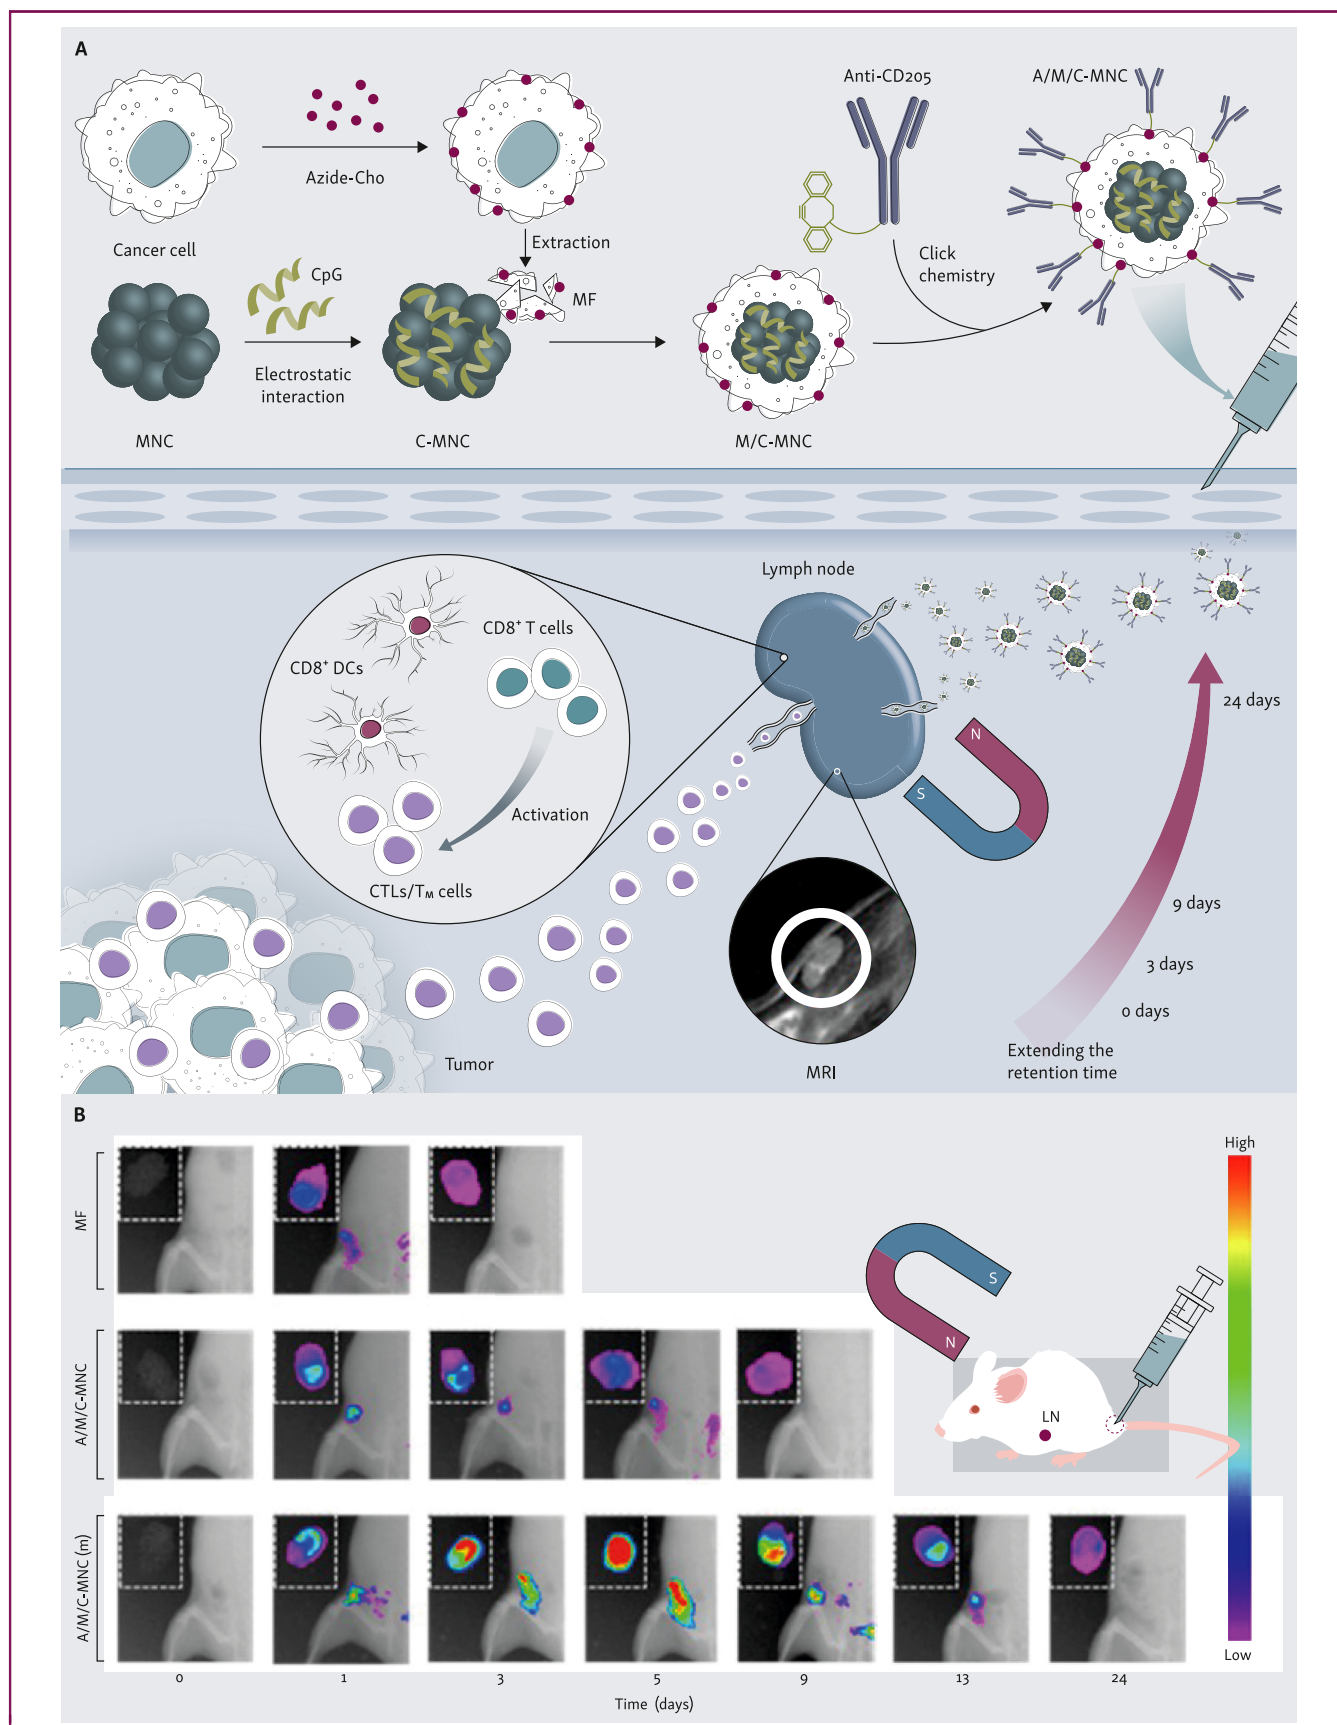 A
Anti-CD205
A/M/C-MNC
Azide-Cho
Cancer cell
Extraction
CpG
MF
Click
chemistry
Electrostatic
interaction
MNC
C-MNC
M/C-MNC
Lymph node
CD8⁺ T cells
CD8⁺ DCs
N
24 days
S
Activation
CTLs/Tᴍ cells
9 days
3 days
0 days
Tumor
MRI
Extending the
retention time
B
High
MF
S
N
A/M/C-MNC
LN
A/M/C-MNC (m)
Low
0 1 3 5 9 13 24
Time (days)